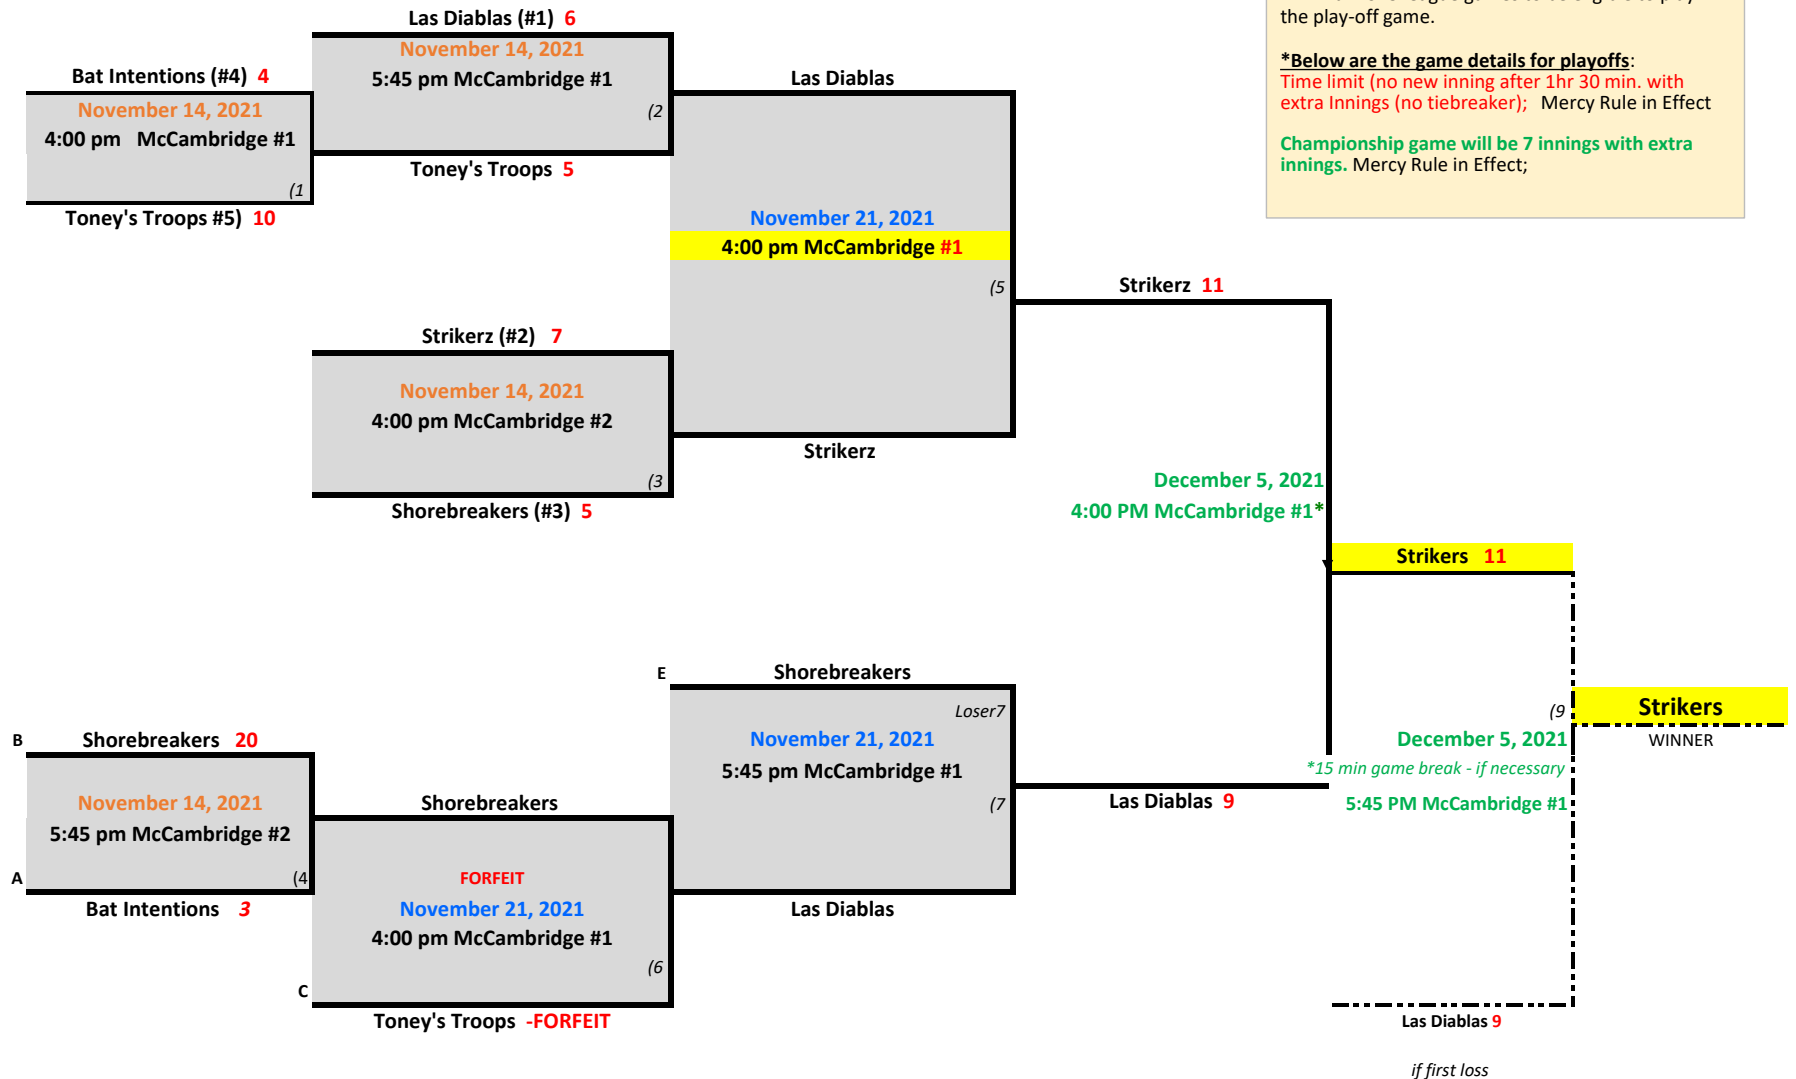 Las Diablas (#1) 6
November 14, 2021
5:45 pm McCambridge #1
(2
Toney's Troops 5
Bat Intentions (#4) 4
November 14, 2021
4:00 pm McCambridge #1
(1
Toney's Troops #5) 10
Las Diablas
November 21, 2021
4:00 pm McCambridge #1
(5
Strikerz
Strikerz (#2) 7
November 14, 2021
4:00 pm McCambridge #2
(3
Shorebreakers (#3) 5
the play-off game.
*Below are the game details for playoffs:
Time limit (no new inning after 1hr 30 min. with
extra Innings (no tiebreaker); Mercy Rule in Effect
Championship game will be 7 innings with extra
innings. Mercy Rule in Effect;
Strikerz 11
December 5, 2021
4:00 PM McCambridge #1*
Strikers 11
E
Shorebreakers
Loser7
November 21, 2021
5:45 pm McCambridge #1
(7
Las Diablas
B
Shorebreakers 20
November 14, 2021
5:45 pm McCambridge #2
(4
A
Bat Intentions 3
Shorebreakers
FORFEIT
November 21, 2021
4:00 pm McCambridge #1
(6
C
Toney's Troops -FORFEIT
Las Diablas 9
(9
December 5, 2021
*15 min game break - if necessary
5:45 PM McCambridge #1
Strikers
WINNER
Las Diablas 9
if first loss